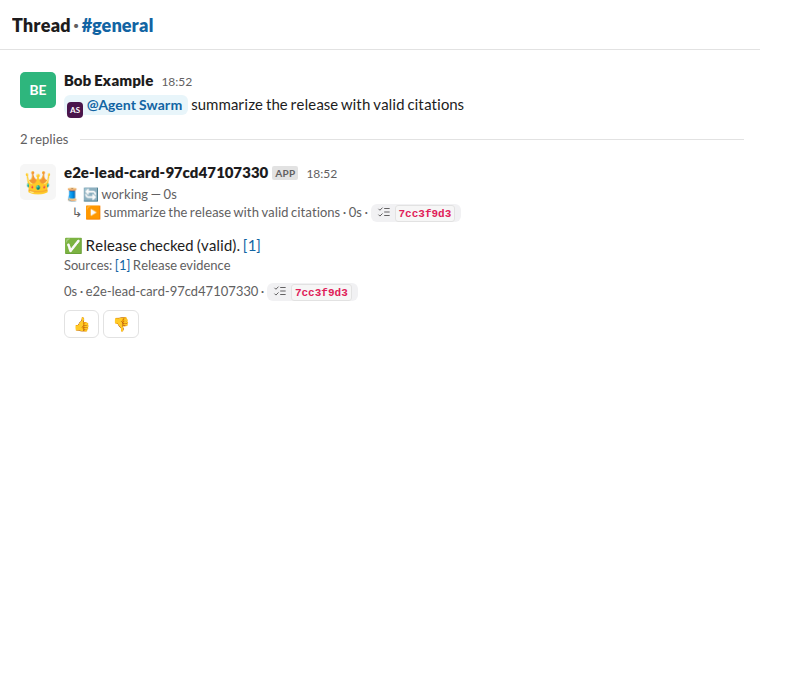 Thread · #general
BE
Bob Example 18:52
AS @Agent Swarm summarize the release with valid citations
2 replies
e2e-lead-card-97cd47107330 APP 18:52
working — 0s
↳ summarize the release with valid citations · 0s · 7cc3f9d3
Release checked (valid). [1]
Sources: [1] Release evidence
0s · e2e-lead-card-97cd47107330 · 7cc3f9d3